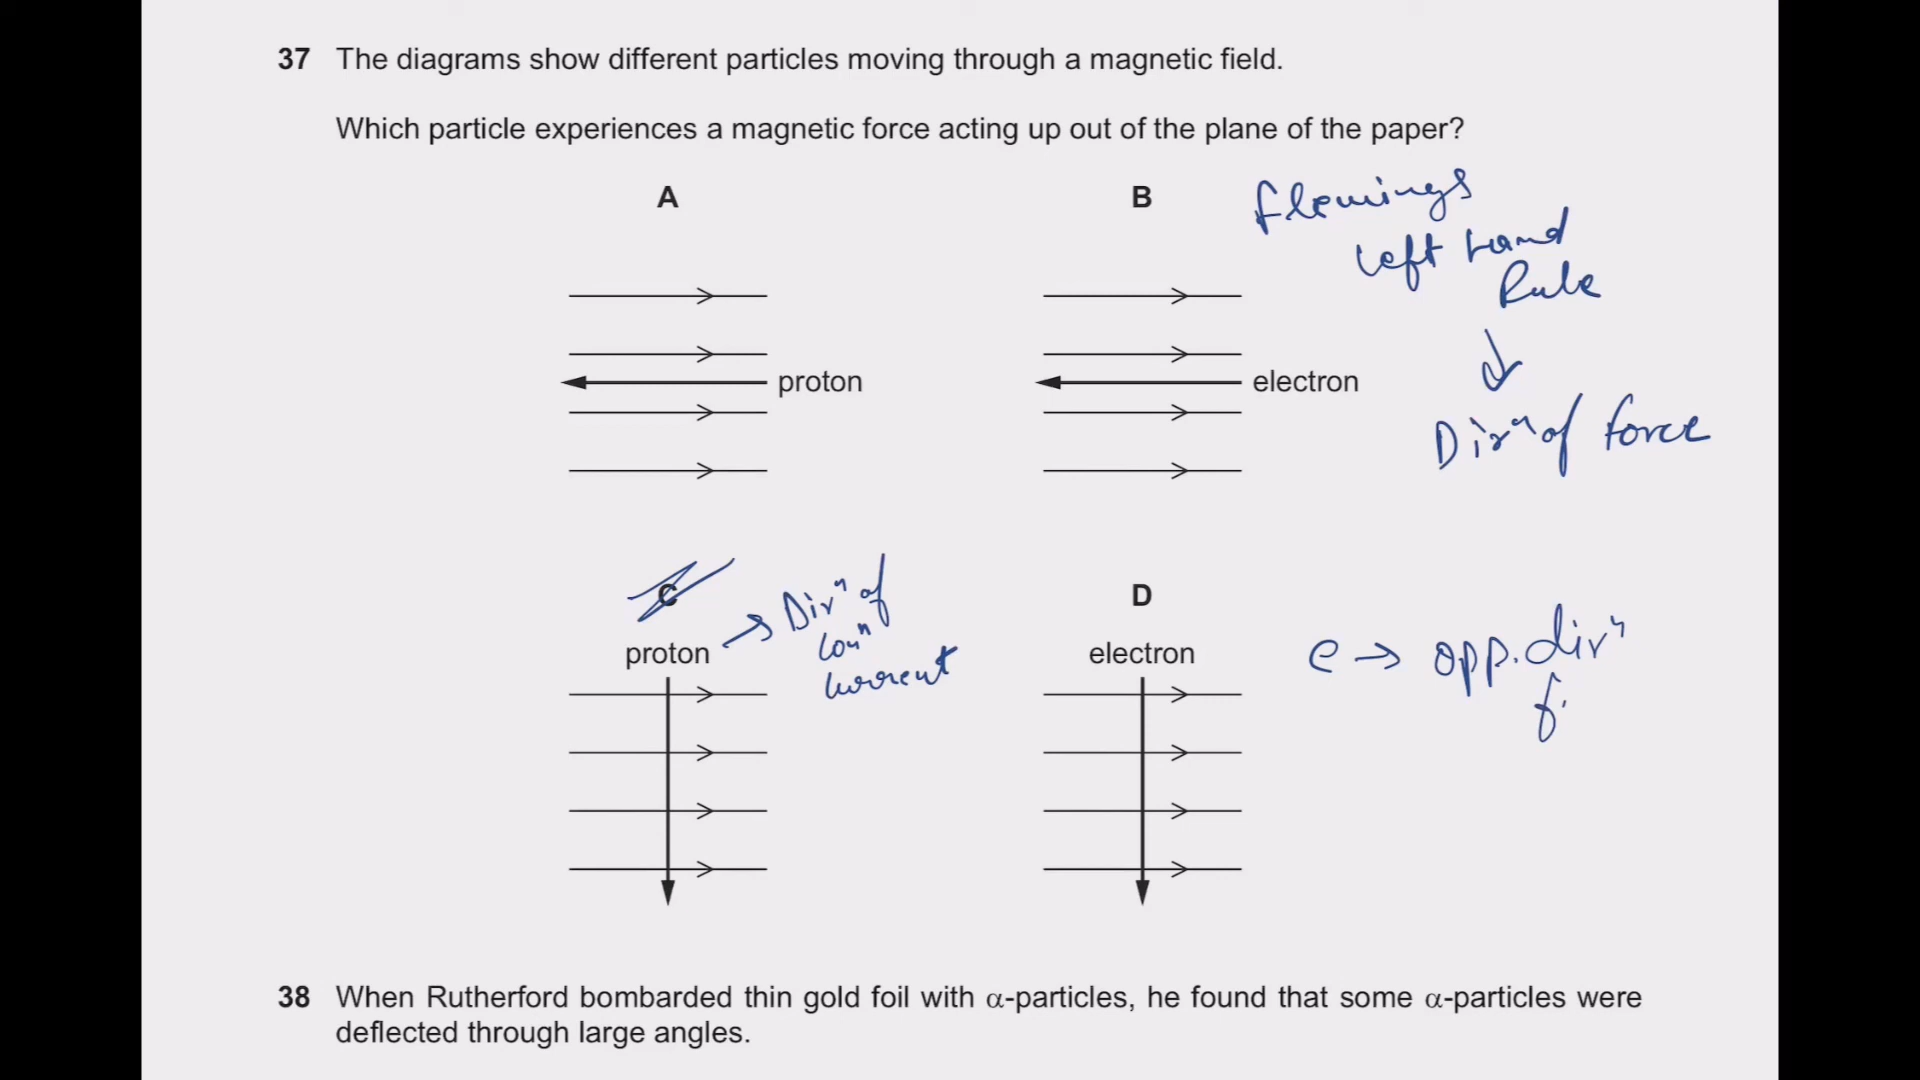 37 The diagrams show different particles moving through a magnetic field.
Which particle experiences a magnetic force acting up out of the plane of the paper?
A
B
Flemings
Left hand
Rule
proton
electron
Dirⁿ of force
C
Dirⁿ of
conⁿ
current
D
proton
electron
e → opp. dirⁿ
f.
38 When Rutherford bombarded thin gold foil with α-particles, he found that some α-particles were
deflected through large angles.